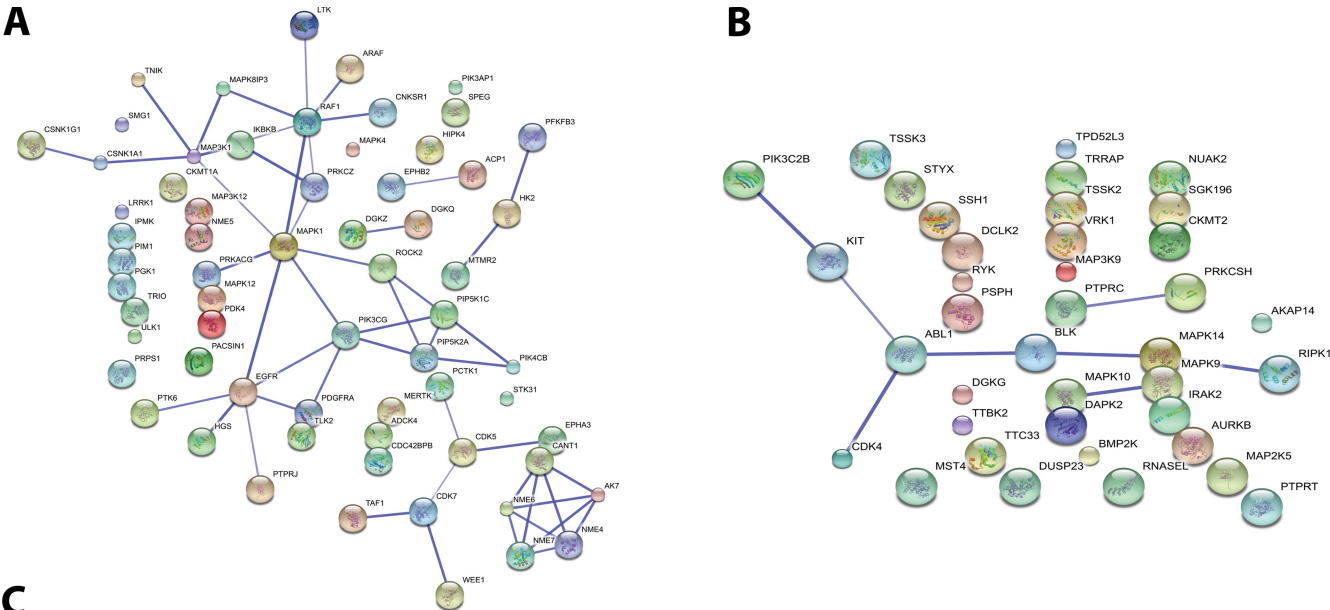 A
B
LTK
ARAF
TNIK
MAPK8IP3
PIK3AP1
SPEG
RAF1
CNKSR1
SMG1
IKBKB
CSNK1G1
MAP3K1
MAPK4
HIPK4
PFKFB3
CSNK1A1
CKMT1A
PRKCZ
EPHB2
ACP1
MAP3K12
HK2
LRRK1
NME5
DGKZ
DGKQ
IPMK
MAPK1
PIM1
PRKACG
ROCK2
MTMR2
PGK1
MAPK12
TRIO
PDK4
PIP5K1C
ULK1
PIK3CG
PACSIN1
PIP5K2A
PRPS1
PIK4CB
EGFR
PCTK1
STK31
PTK6
PDGFRA
MERTK
HGS
TLK2
ADCK4
EPHA3
CDC42BPB
CDK5
CANT1
PTPRJ
AK7
TAF1
CDK7
NME6
NME4
NME7
WEE1
TSSK3
TPD52L3
PIK3C2B
STYX
TRRAP
NUAK2
TSSK2
SGK196
SSH1
VRK1
CKMT2
DCLK2
KIT
MAP3K9
RYK
PRKCSH
PSPH
PTPRC
AKAP14
ABL1
BLK
MAPK14
RIPK1
MAPK9
DGKG
MAPK10
IRAK2
TTBK2
DAPK2
AURKB
CDK4
TTC33
BMP2K
MAP2K5
MST4
DUSP23
RNASEL
PTPRT
C